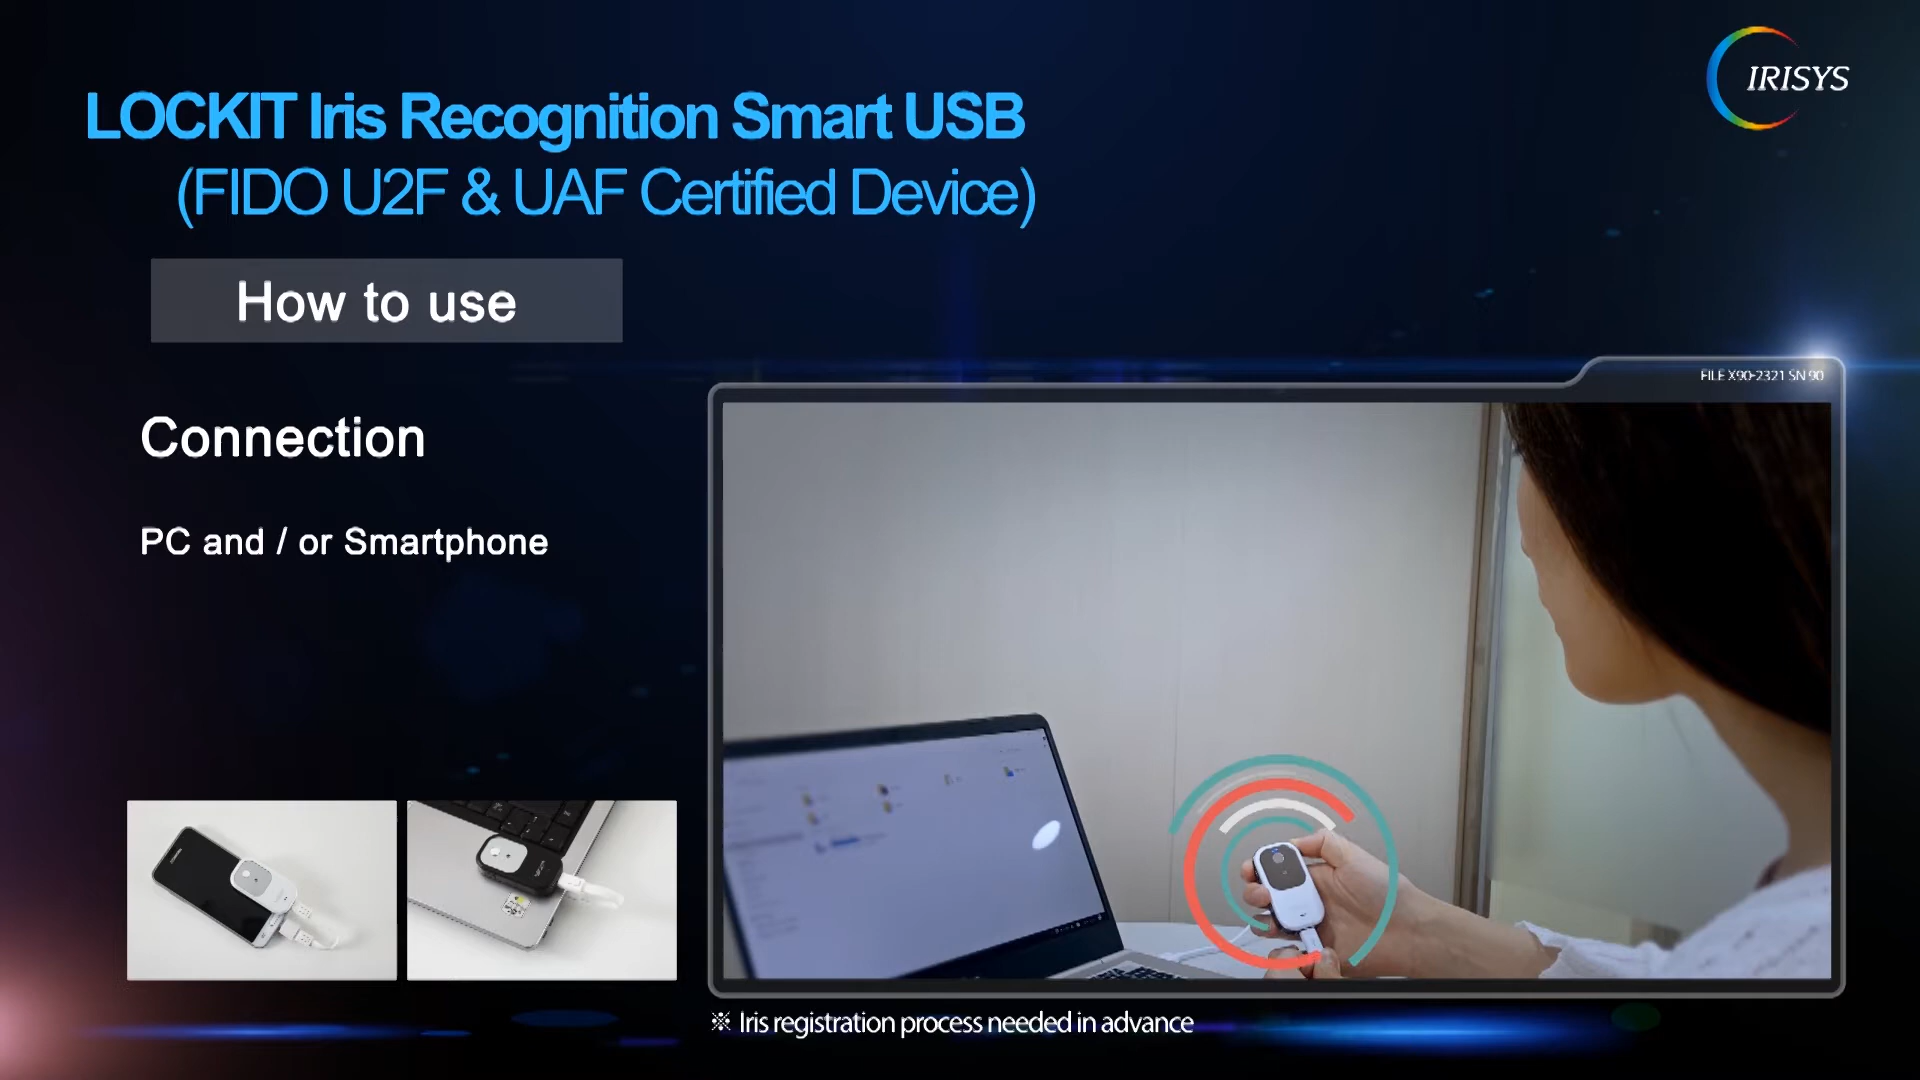 IRISYS
LOCKIT Iris Recognition Smart USB
(FIDO U2F & UAF Certified Device)
How to use
FILE X90-2321 SN 90
Connection
PC and / or Smartphone
※ Iris registration process needed in advance